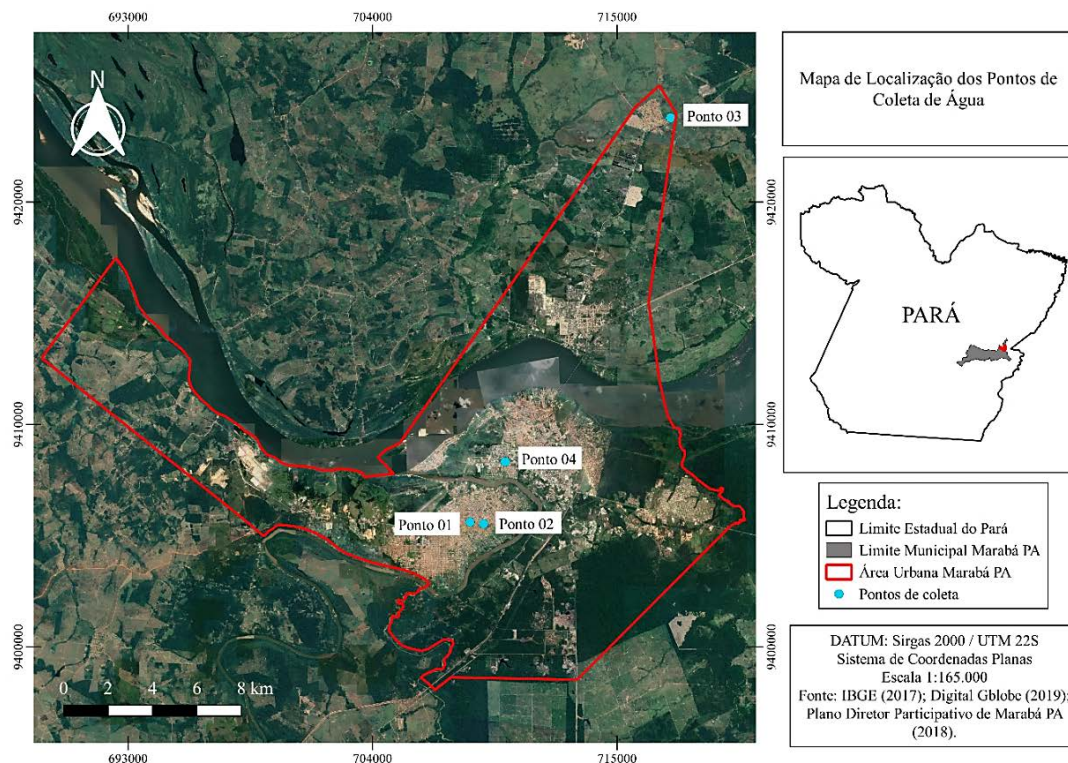 693000
704000
715000
N
Ponto 03
9420000
9420000
9410000
9410000
Ponto 04
Ponto 01
Ponto 02
9400000
9400000
0 2 4 6 8 km
693000
704000
715000
Mapa de Localização dos Pontos de
Coleta de Água
PARÁ
Legenda:
Limite Estadual do Pará
Limite Municipal Marabá PA
Área Urbana Marabá PA
Pontos de coleta
DATUM: Sirgas 2000 / UTM 22S
Sistema de Coordenadas Planas
Escala 1:165.000
Fonte: IBGE (2017); Digital Gblobe (2019);
Plano Diretor Participativo de Marabá PA
(2018).